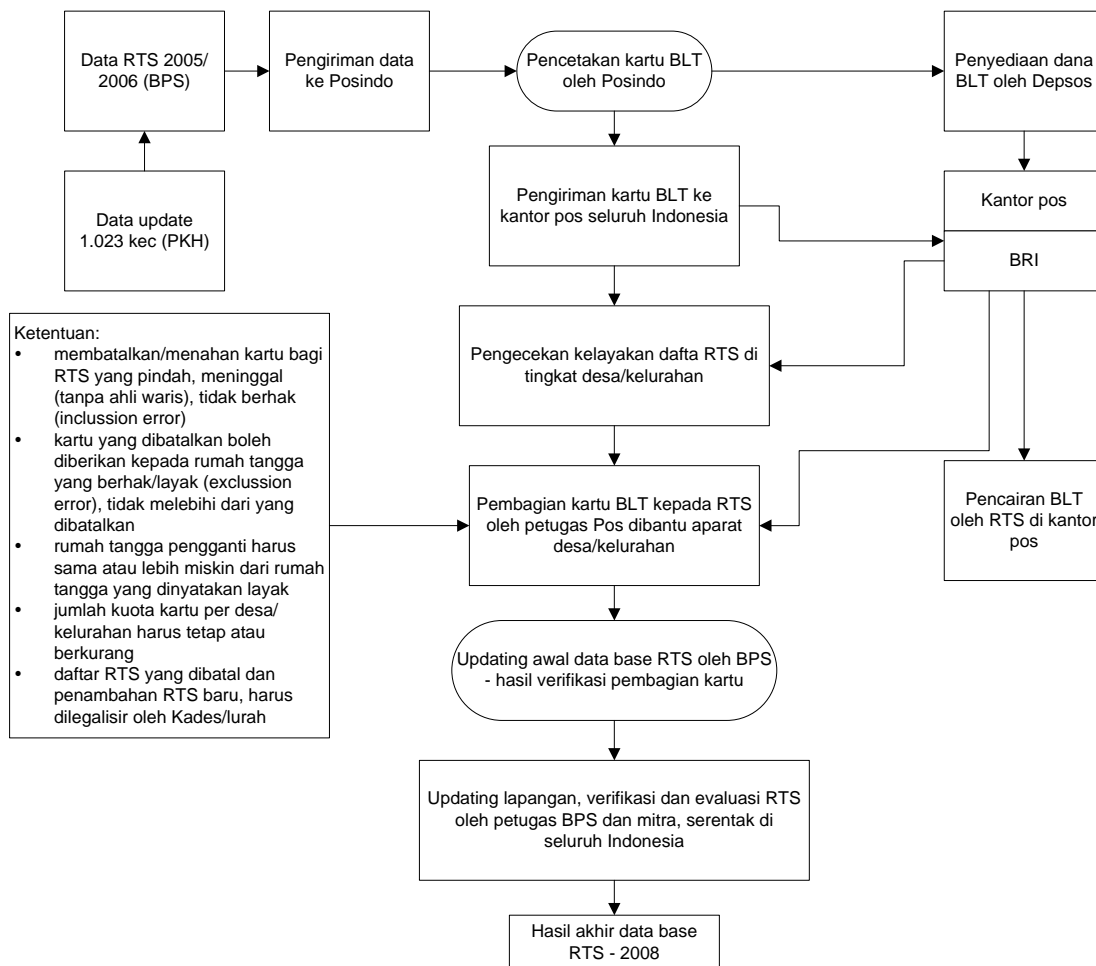 Data RTS 2005/
2006 (BPS)
Pengiriman data
ke Posindo
Pencetakan kartu BLT
oleh Posindo
Penyediaan dana
BLT oleh Depsos
Data update
1.023 kec (PKH)
Pengiriman kartu BLT ke
kantor pos seluruh Indonesia
Kantor pos
BRI
Ketentuan:
• membatalkan/menahan kartu bagi
RTS yang pindah, meninggal
(tanpa ahli waris), tidak berhak
(inclussion error)
• kartu yang dibatalkan boleh
diberikan kepada rumah tangga
yang berhak/layak (exclussion
error), tidak melebihi dari yang
dibatalkan
• rumah tangga pengganti harus
sama atau lebih miskin dari rumah
tangga yang dinyatakan layak
• jumlah kuota kartu per desa/
kelurahan harus tetap atau
berkurang
• daftar RTS yang dibatal dan
penambahan RTS baru, harus
dilegalisir oleh Kades/lurah
Pengecekan kelayakan dafta RTS di
tingkat desa/kelurahan
Pembagian kartu BLT kepada RTS
oleh petugas Pos dibantu aparat
desa/kelurahan
Pencairan BLT
oleh RTS di kantor
pos
Updating awal data base RTS oleh BPS
- hasil verifikasi pembagian kartu
Updating lapangan, verifikasi dan evaluasi RTS
oleh petugas BPS dan mitra, serentak di
seluruh Indonesia
Hasil akhir data base
RTS - 2008